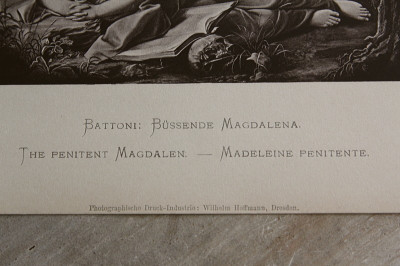 BATTONI: BÜSSENDE MAGDALENA.
THE PENITENT MAGDALEN. — MADELEINE PENITENTE.
Photographische Druck-Industrie: Wilhelm Hoffmann, Dresden.